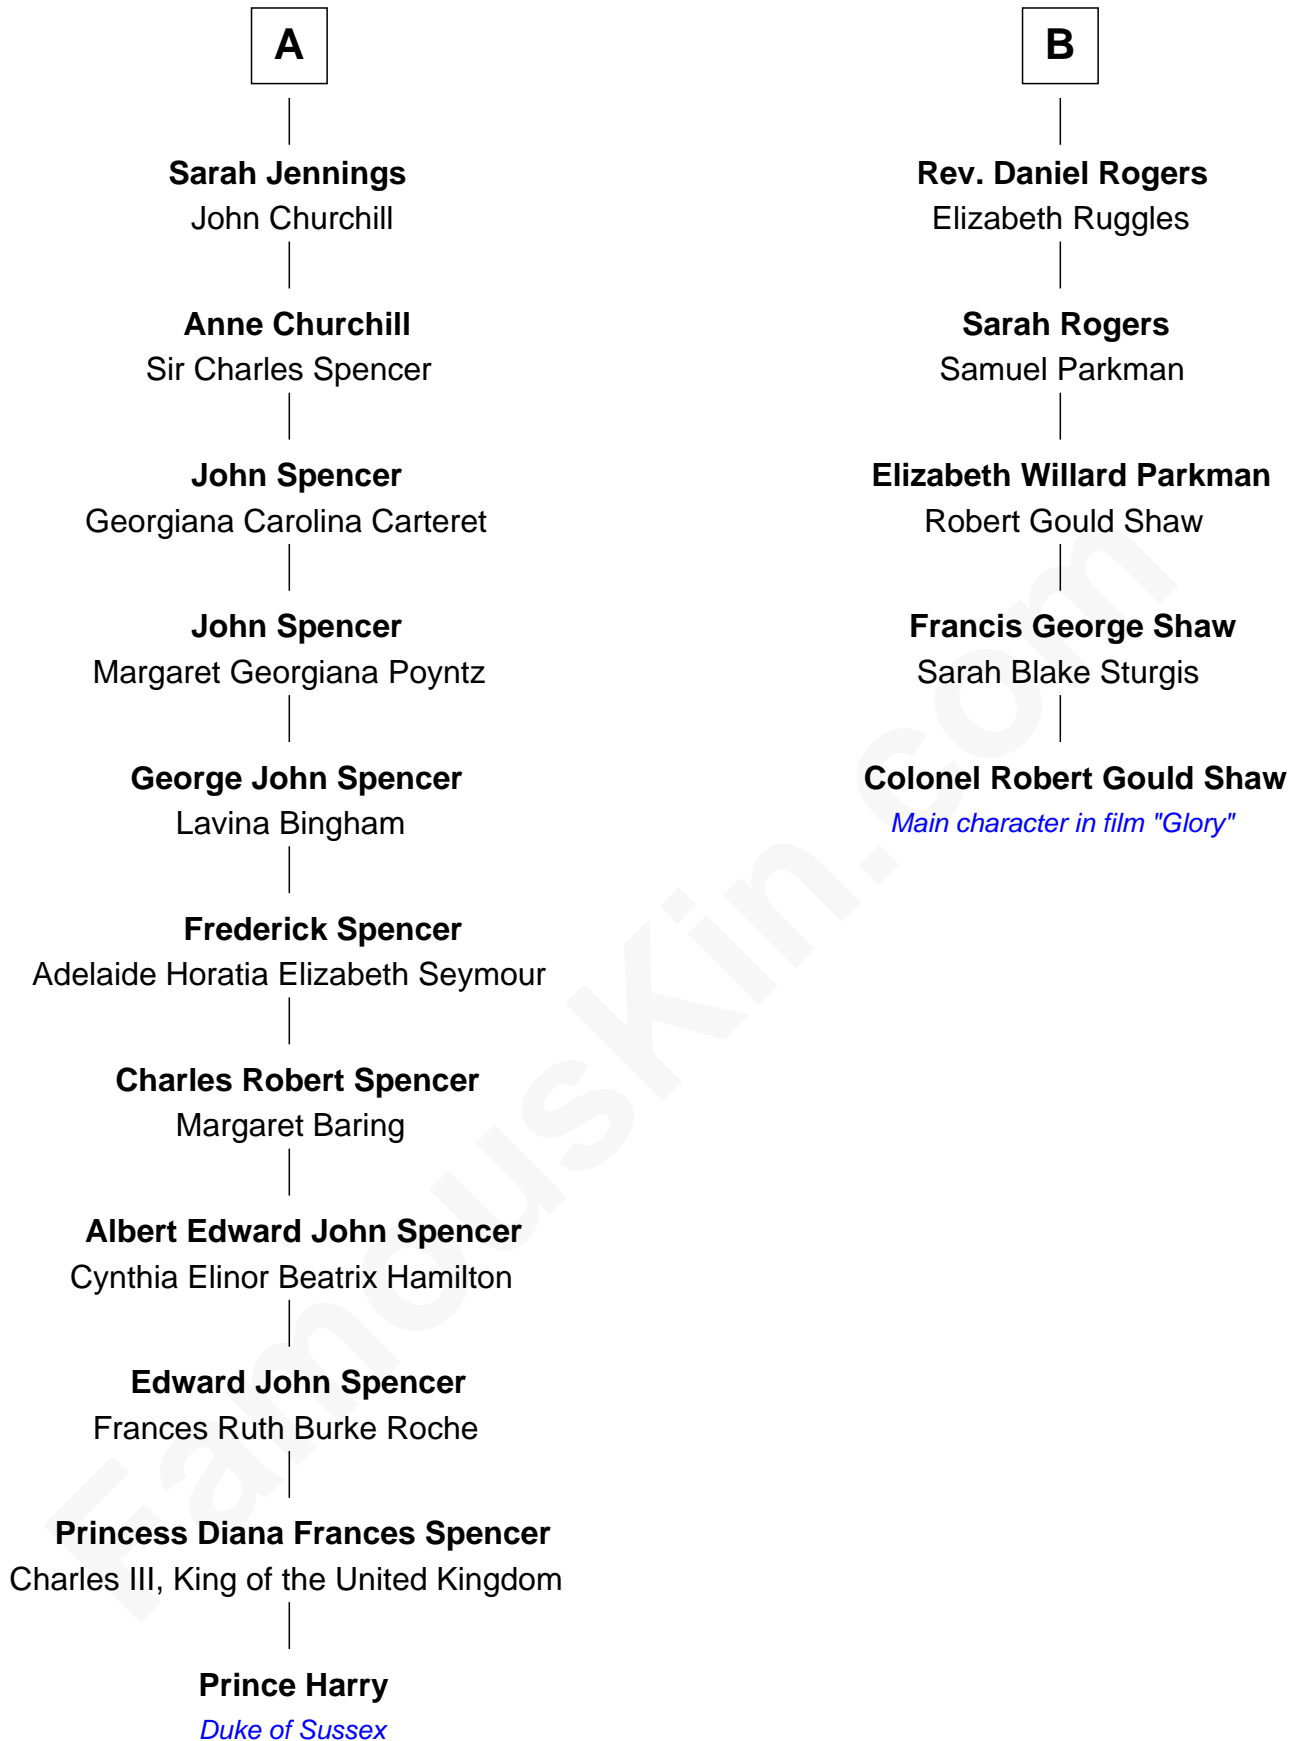 A
Sarah Jennings
John Churchill
Anne Churchill
Sir Charles Spencer
John Spencer
Georgiana Carolina Carteret
John Spencer
Margaret Georgiana Poyntz
George John Spencer
Lavina Bingham
Frederick Spencer
Adelaide Horatia Elizabeth Seymour
Charles Robert Spencer
Margaret Baring
Albert Edward John Spencer
Cynthia Elinor Beatrix Hamilton
Edward John Spencer
Frances Ruth Burke Roche
Princess Diana Frances Spencer
Charles III, King of the United Kingdom
Prince Harry
Duke of Sussex
B
Rev. Daniel Rogers
Elizabeth Ruggles
Sarah Rogers
Samuel Parkman
Elizabeth Willard Parkman
Robert Gould Shaw
Francis George Shaw
Sarah Blake Sturgis
Colonel Robert Gould Shaw
Main character in film "Glory"
FamousKin.com